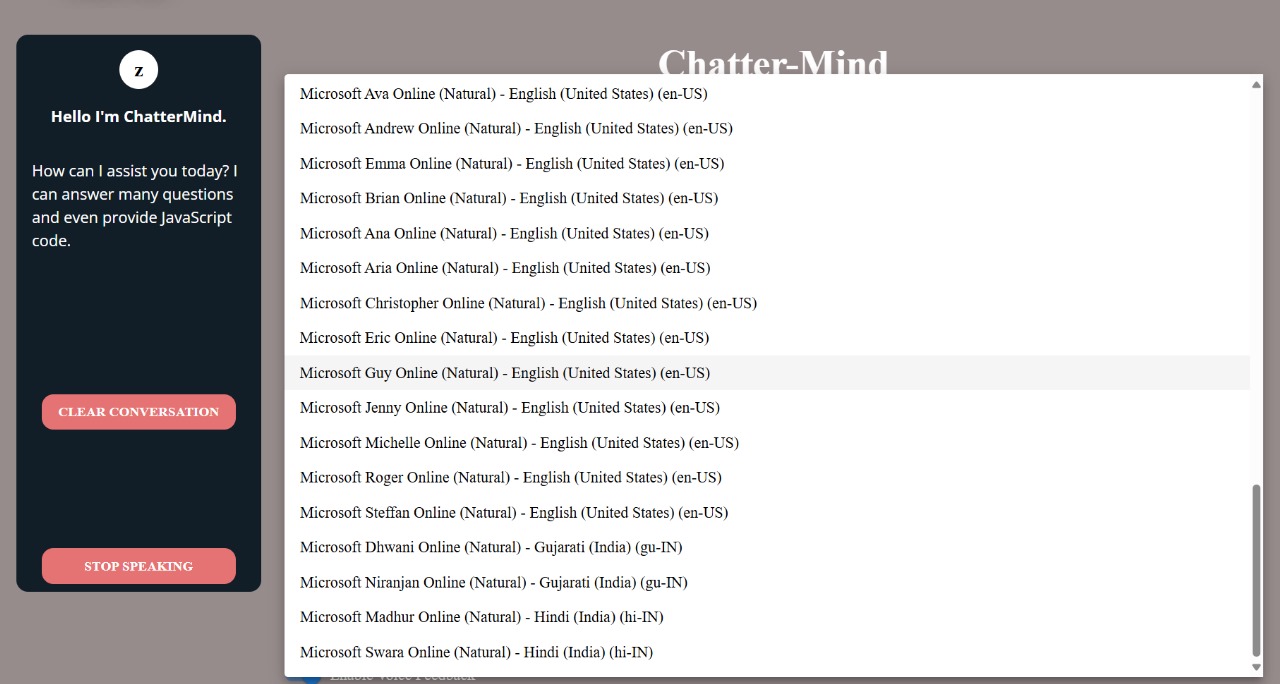 z
Hello I'm ChatterMind.
How can I assist you today? I
can answer many questions
and even provide JavaScript
code.
CLEAR CONVERSATION
STOP SPEAKING
Chatter-Mind
Microsoft Ava Online (Natural) - English (United States) (en-US)
Microsoft Andrew Online (Natural) - English (United States) (en-US)
Microsoft Emma Online (Natural) - English (United States) (en-US)
Microsoft Brian Online (Natural) - English (United States) (en-US)
Microsoft Ana Online (Natural) - English (United States) (en-US)
Microsoft Aria Online (Natural) - English (United States) (en-US)
Microsoft Christopher Online (Natural) - English (United States) (en-US)
Microsoft Eric Online (Natural) - English (United States) (en-US)
Microsoft Guy Online (Natural) - English (United States) (en-US)
Microsoft Jenny Online (Natural) - English (United States) (en-US)
Microsoft Michelle Online (Natural) - English (United States) (en-US)
Microsoft Roger Online (Natural) - English (United States) (en-US)
Microsoft Steffan Online (Natural) - English (United States) (en-US)
Microsoft Dhwani Online (Natural) - Gujarati (India) (gu-IN)
Microsoft Niranjan Online (Natural) - Gujarati (India) (gu-IN)
Microsoft Madhur Online (Natural) - Hindi (India) (hi-IN)
Microsoft Swara Online (Natural) - Hindi (India) (hi-IN)
Enable Voice Feedback